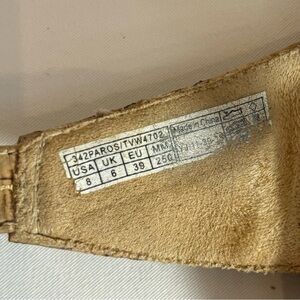 342PAROS/TVW4702
USA UK EU MM
8 6 39 250
Made in China